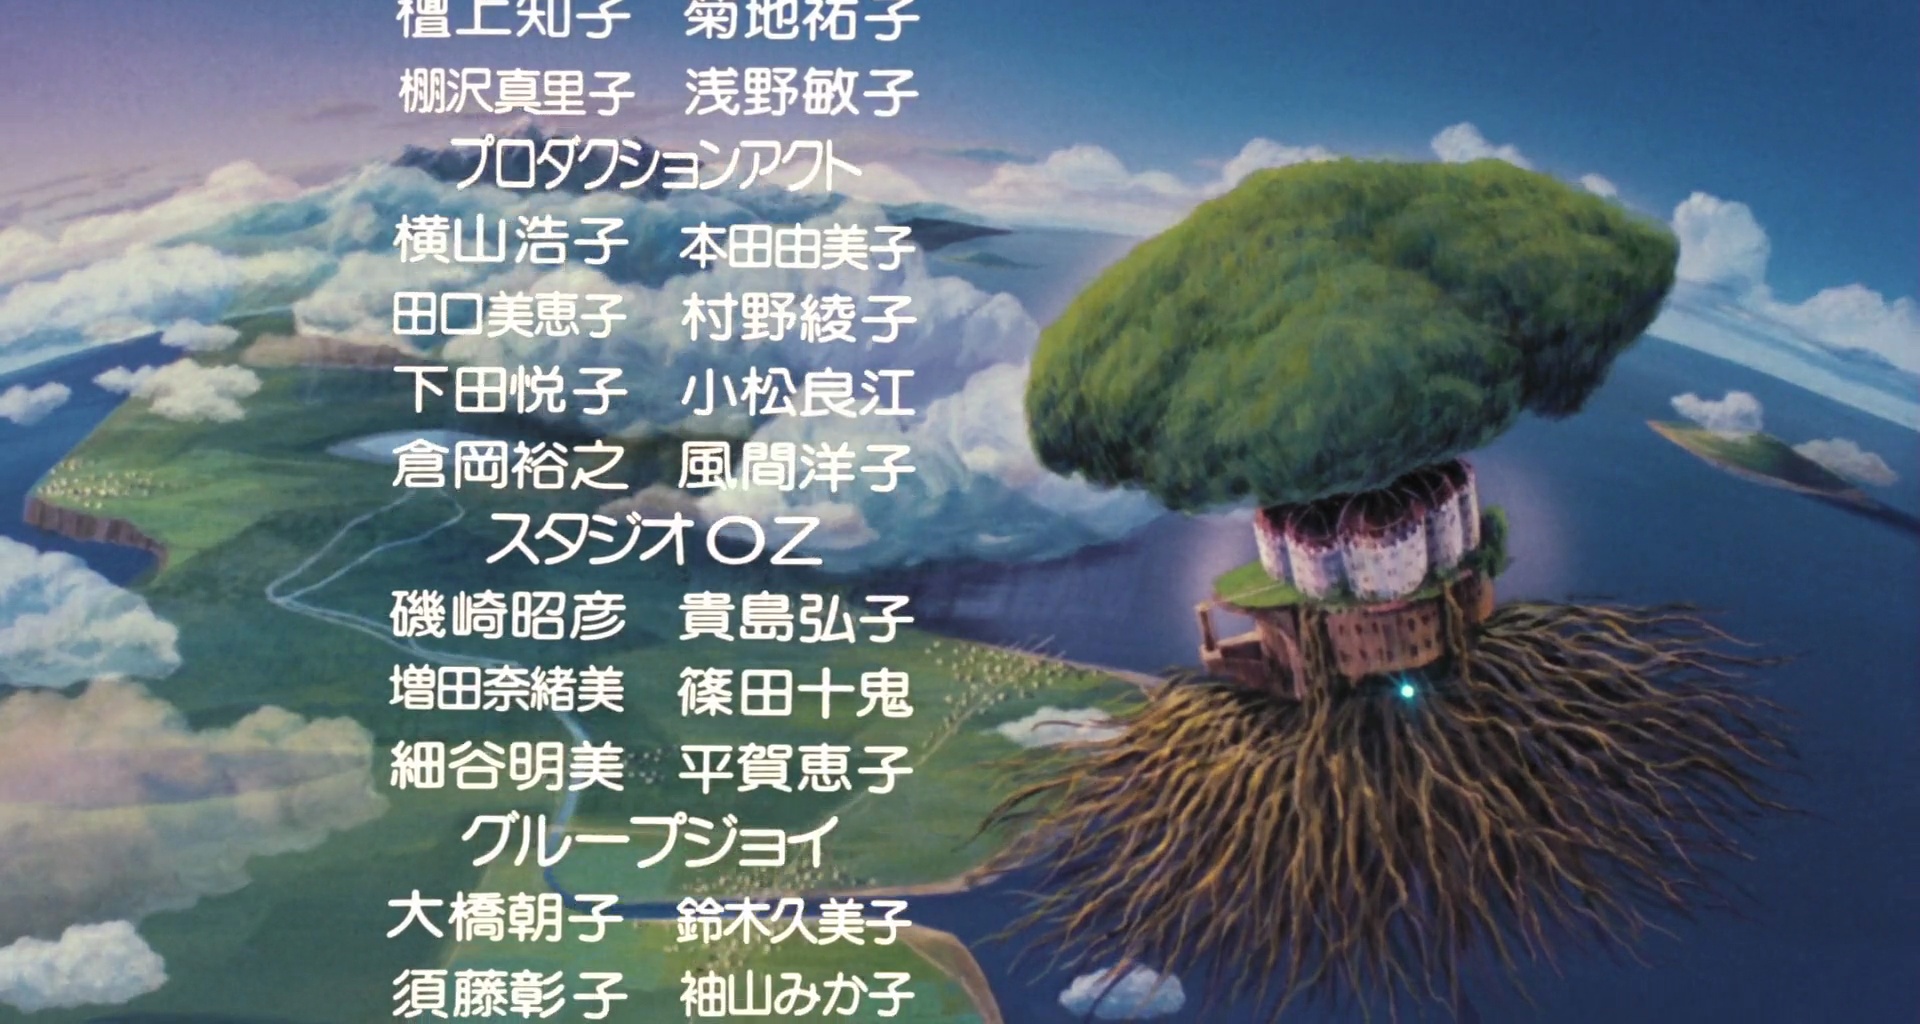 檀上知子 菊地祐子
棚沢真里子 浅野敏子
プロダクションアクト
横山浩子 本田由美子
田口美恵子 村野綾子
下田悦子 小松良江
倉岡裕之 風間洋子
スタジオOZ
磯崎昭彦 貴島弘子
増田奈緒美 篠田十鬼
細谷明美 平賀恵子
グループジョイ
大橋朝子 鈴木久美子
須藤彰子 袖山みか子